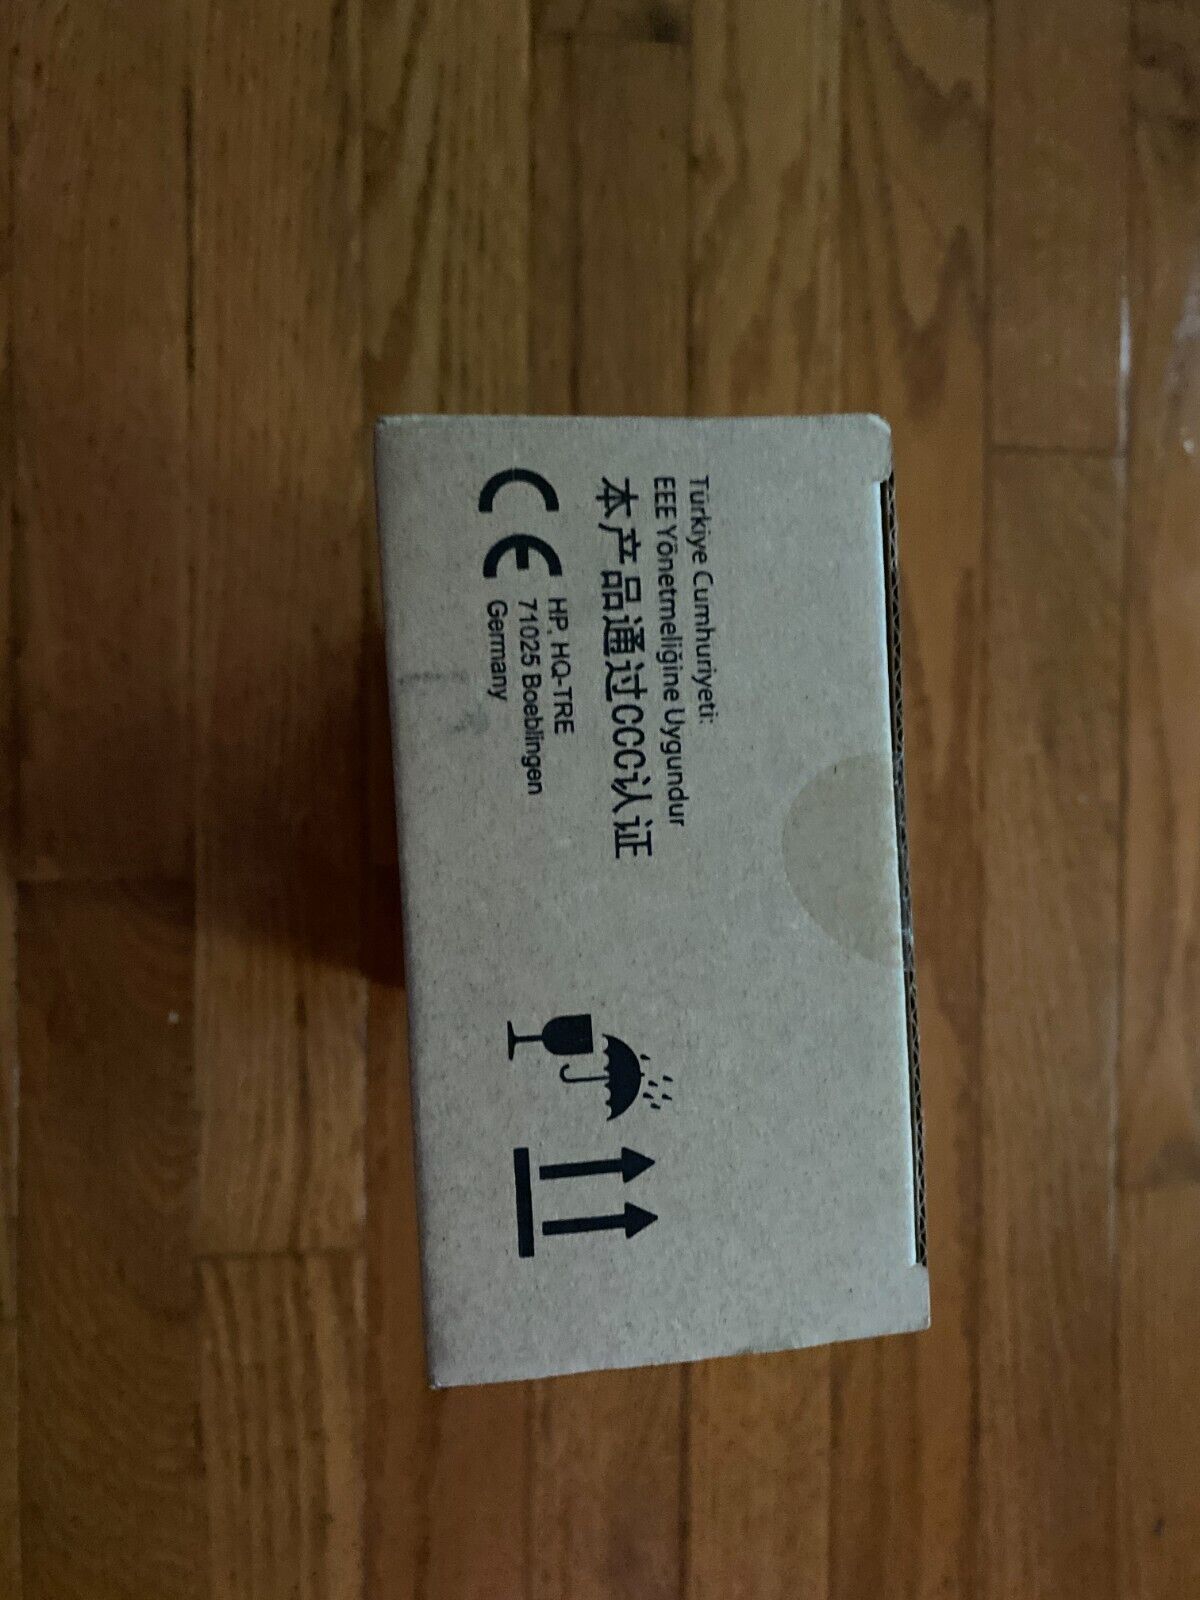 Türkiye Cumhuriyeti:
EEE Yönetmeliğine Uygundur
本产品通过CCC认证
CE
HP, HQ-TRE
71025 Boeblingen
Germany